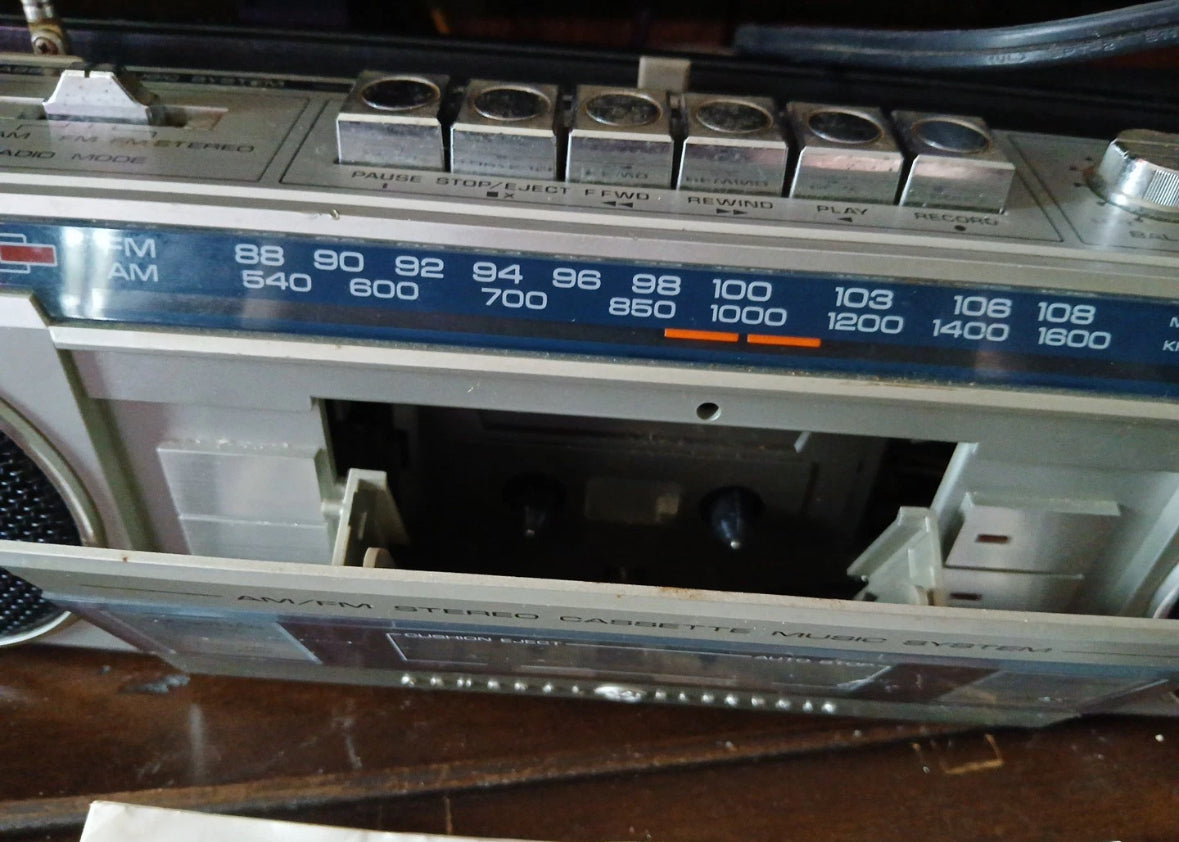 SYSTEM
AM FM FM STEREO
RADIO MODE
PAUSE STOP/EJECT F FWD REWIND PLAY RECORD
FM 88 90 92 94 96 98 100 103 106 108
AM 540 600 700 850 1000 1200 1400 1600
AM/FM STEREO CASSETTE MUSIC SYSTEM
CUSHION EJECT
AUTO STOP